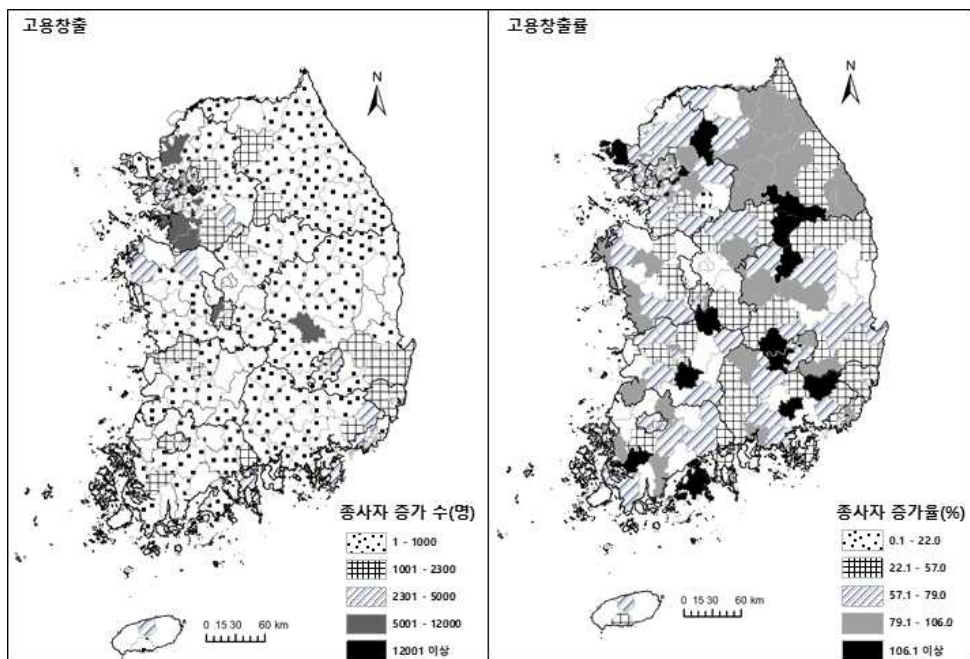 고용창출
N
종사자 증가 수(명)
1 - 1000
1001 - 2300
2301 - 5000
5001 - 12000
12001 이상
0 15 30 60 km
고용창출률
N
종사자 증가율(%)
0.1 - 22.0
22.1 - 57.0
57.1 - 79.0
79.1 - 106.0
106.1 이상
0 15 30 60 km